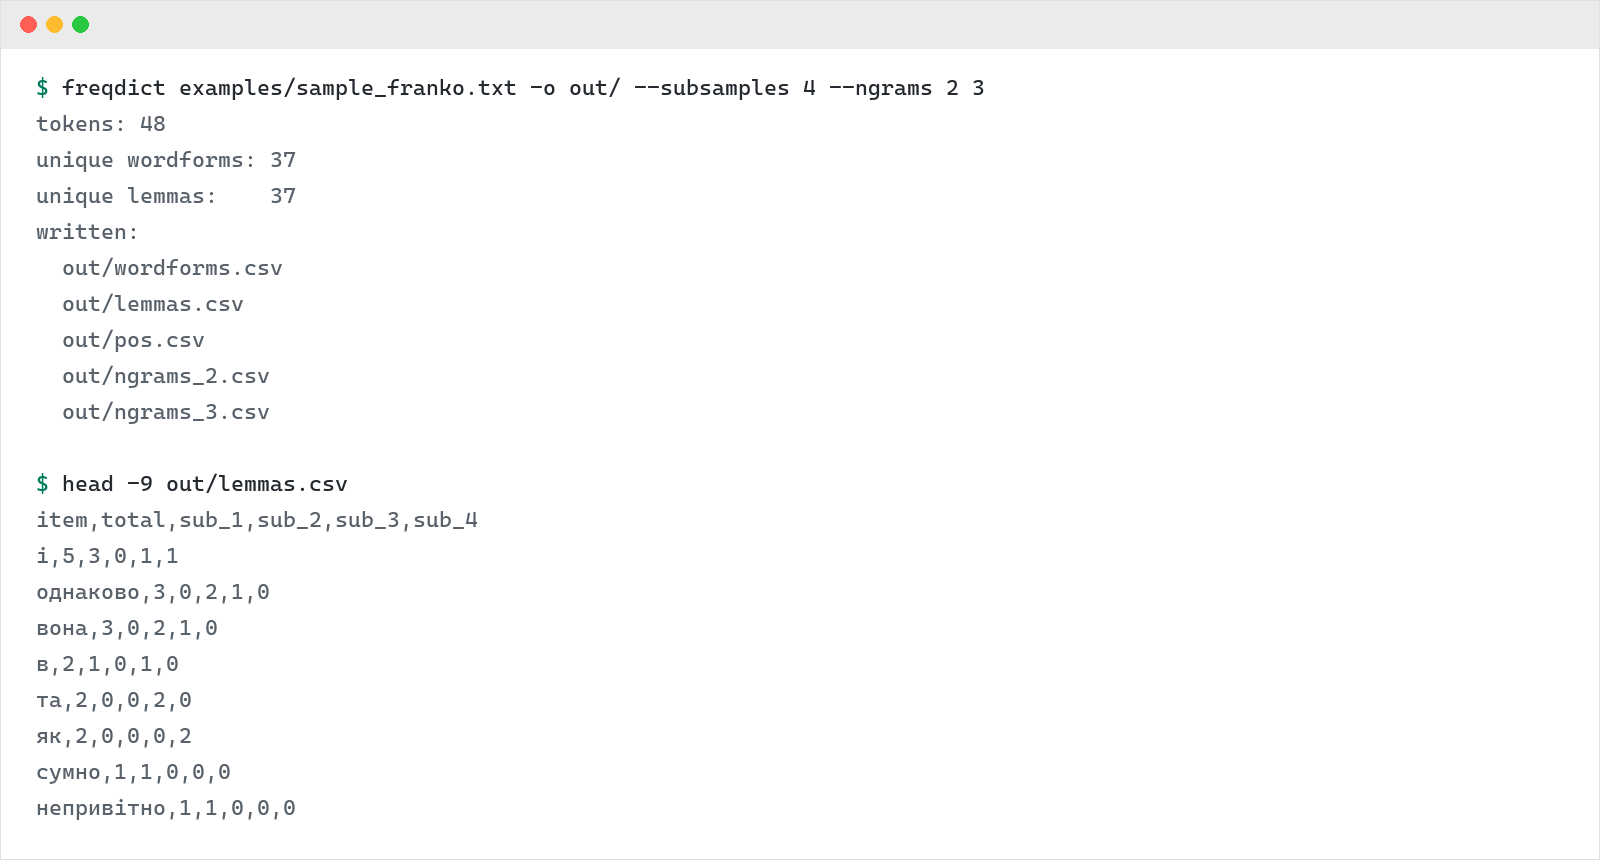 $ freqdict examples/sample_franko.txt -o out/ --subsamples 4 --ngrams 2 3
tokens: 48
unique wordforms: 37
unique lemmas:    37
written:
  out/wordforms.csv
  out/lemmas.csv
  out/pos.csv
  out/ngrams_2.csv
  out/ngrams_3.csv
$ head -9 out/lemmas.csv
item,total,sub_1,sub_2,sub_3,sub_4
і,5,3,0,1,1
однаково,3,0,2,1,0
вона,3,0,2,1,0
в,2,1,0,1,0
та,2,0,0,2,0
як,2,0,0,0,2
сумно,1,1,0,0,0
непривітно,1,1,0,0,0